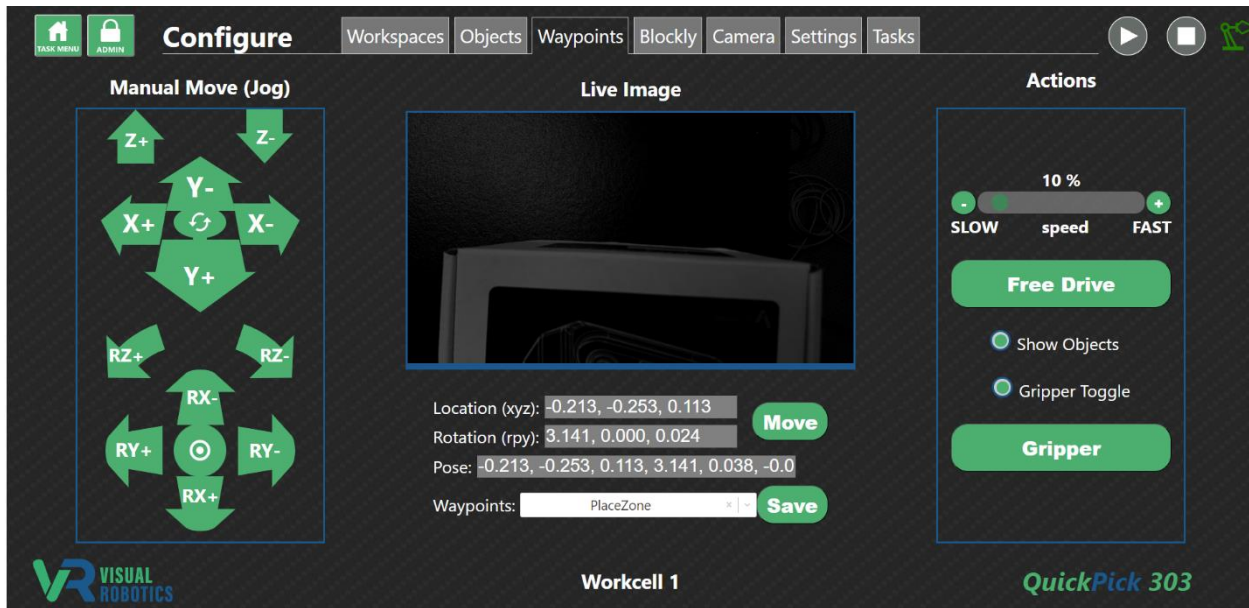 TASK MENU
ADMIN
Configure
Workspaces
Objects
Waypoints
Blockly
Camera
Settings
Tasks
Manual Move (Jog)
Z+
Z-
Y-
X+
X-
Y+
RZ+
RZ-
RX-
RY+
RY-
RX+
Live Image
Location (xyz): -0.213, -0.253, 0.113
Rotation (rpy): 3.141, 0.000, 0.024
Move
Pose: -0.213, -0.253, 0.113, 3.141, 0.038, -0.0
Waypoints: PlaceZone
Save
Actions
10 %
- +
SLOW speed FAST
Free Drive
Show Objects
Gripper Toggle
Gripper
VR VISUAL
ROBOTICS
Workcell 1
QuickPick 303